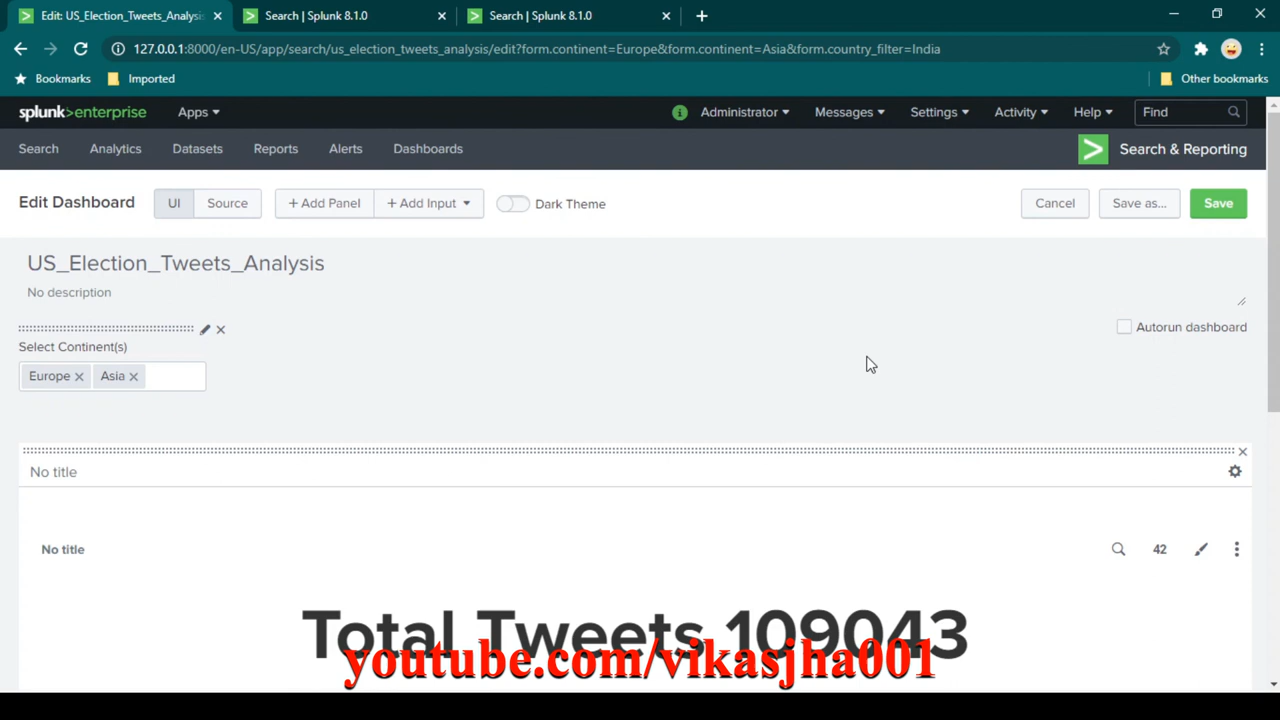 Edit: US_Election_Tweets_Analysis
Search | Splunk 8.1.0
Search | Splunk 8.1.0
127.0.0.1:8000/en-US/app/search/us_election_tweets_analysis/edit?form.continent=Europe&form.continent=Asia&form.country_filter=India
Bookmarks Imported Other bookmarks
splunk>enterprise Apps Administrator Messages Settings Activity Help Find
Search Analytics Datasets Reports Alerts Dashboards Search & Reporting
Edit Dashboard UI Source + Add Panel + Add Input Dark Theme Cancel Save as... Save
US_Election_Tweets_Analysis
No description
Autorun dashboard
Select Continent(s)
Europe Asia
No title
No title 42
Total Tweets 109043
youtube.com/vikasjha001